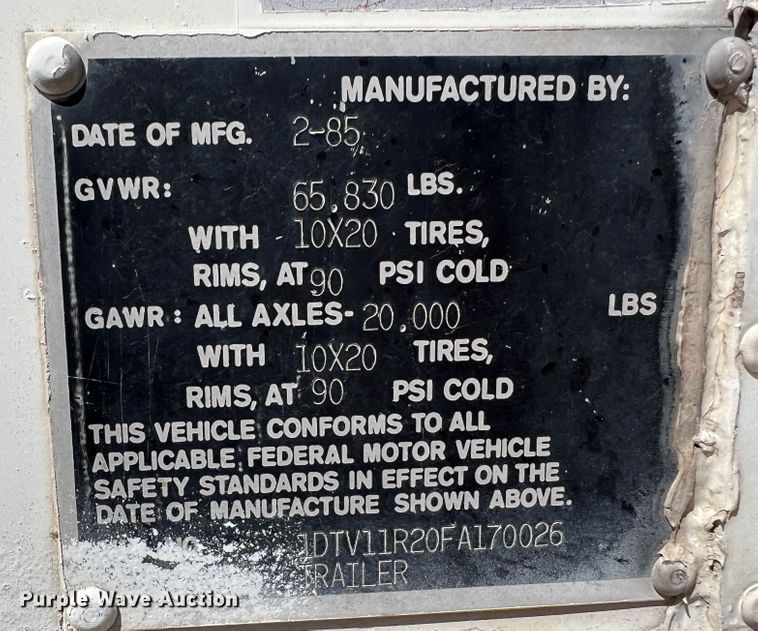 MANUFACTURED BY:
DATE OF MFG. 2-85
GVWR: 65,830 LBS.
WITH - 10X20 TIRES,
RIMS, AT 90 PSI COLD
GAWR: ALL AXLES- 20,000 LBS
WITH 10X20 TIRES,
RIMS, AT 90 PSI COLD
THIS VEHICLE CONFORMS TO ALL
APPLICABLE FEDERAL MOTOR VEHICLE
SAFETY STANDARDS IN EFFECT ON THE
DATE OF MANUFACTURE SHOWN ABOVE.
1DTV11R20FA170026
TRAILER
Purple Wave Auction